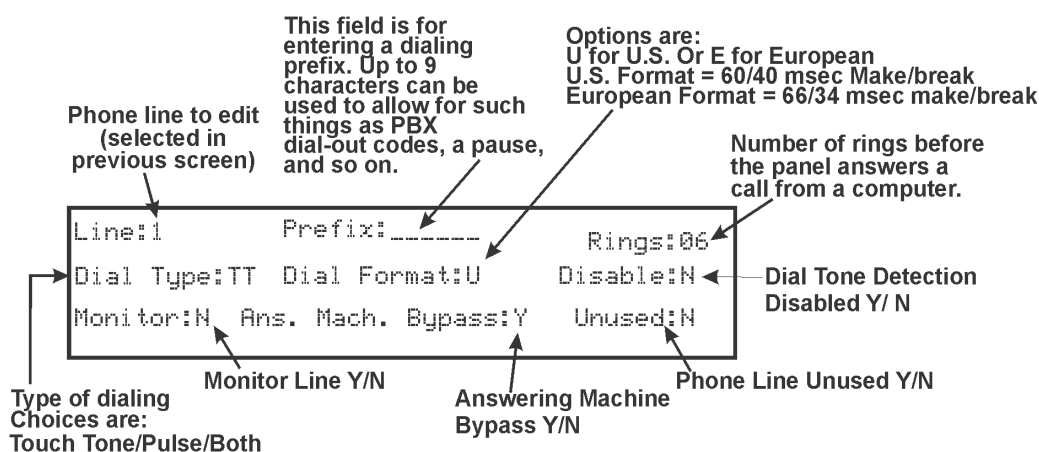 This field is for
entering a dialing
prefix. Up to 9
characters can be
used to allow for such
things as PBX
dial-out codes, a pause,
and so on.
Options are:
U for U.S. Or E for European
U.S. Format = 60/40 msec Make/break
European Format = 66/34 msec make/break
Phone line to edit
(selected in
previous screen)
Number of rings before
the panel answers a
call from a computer.
Line:1 Prefix:______ Rings:06
Dial Type:TT Dial Format:U Disable:N
Monitor:N Ans. Mach. Bypass:Y Unused:N
Dial Tone Detection
Disabled Y/ N
Type of dialing
Choices are:
Touch Tone/Pulse/Both
Monitor Line Y/N
Answering Machine
Bypass Y/N
Phone Line Unused Y/N